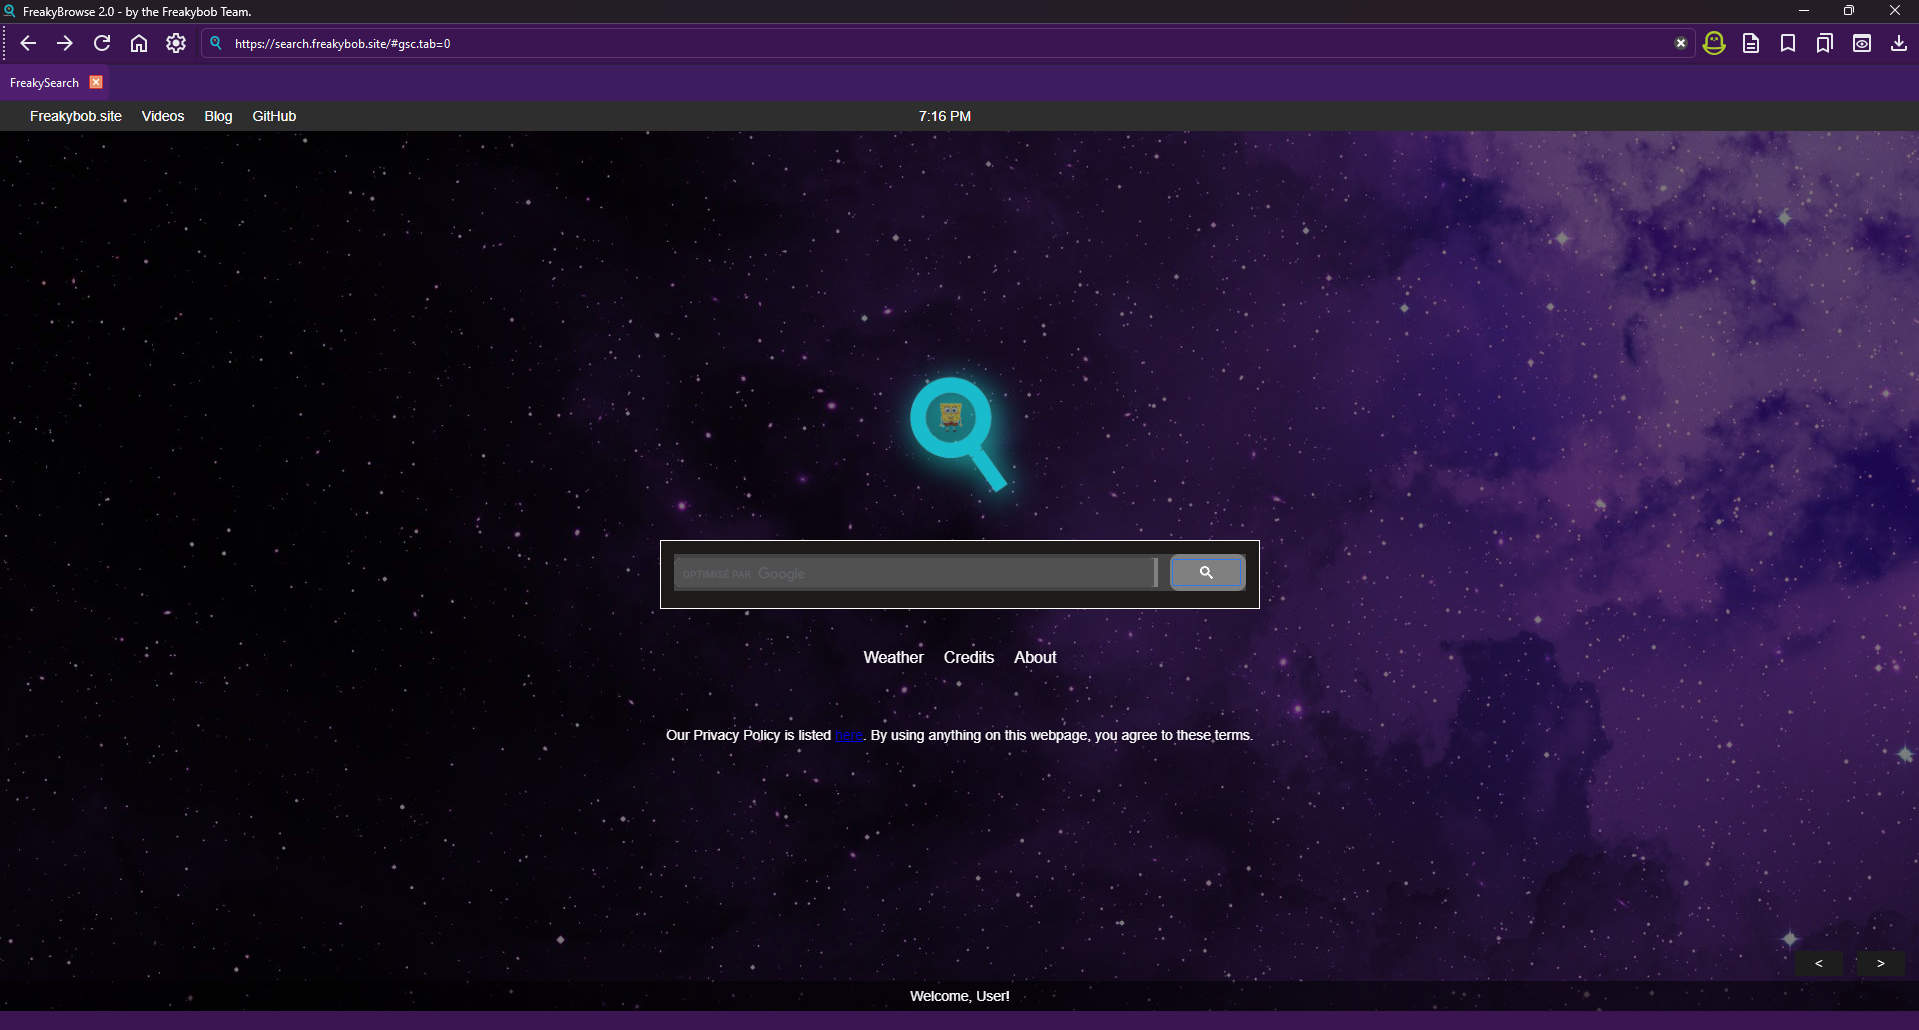 FreakyBrowse 2.0 - by the Freakybob Team.
https://search.freakybob.site/#gsc.tab=0
FreakySearch
Freakybob.site Videos Blog GitHub 7:16 PM
OPTIMISÉ PAR Google
Weather Credits About
Our Privacy Policy is listed here. By using anything on this webpage, you agree to these terms.
< >
Welcome, User!